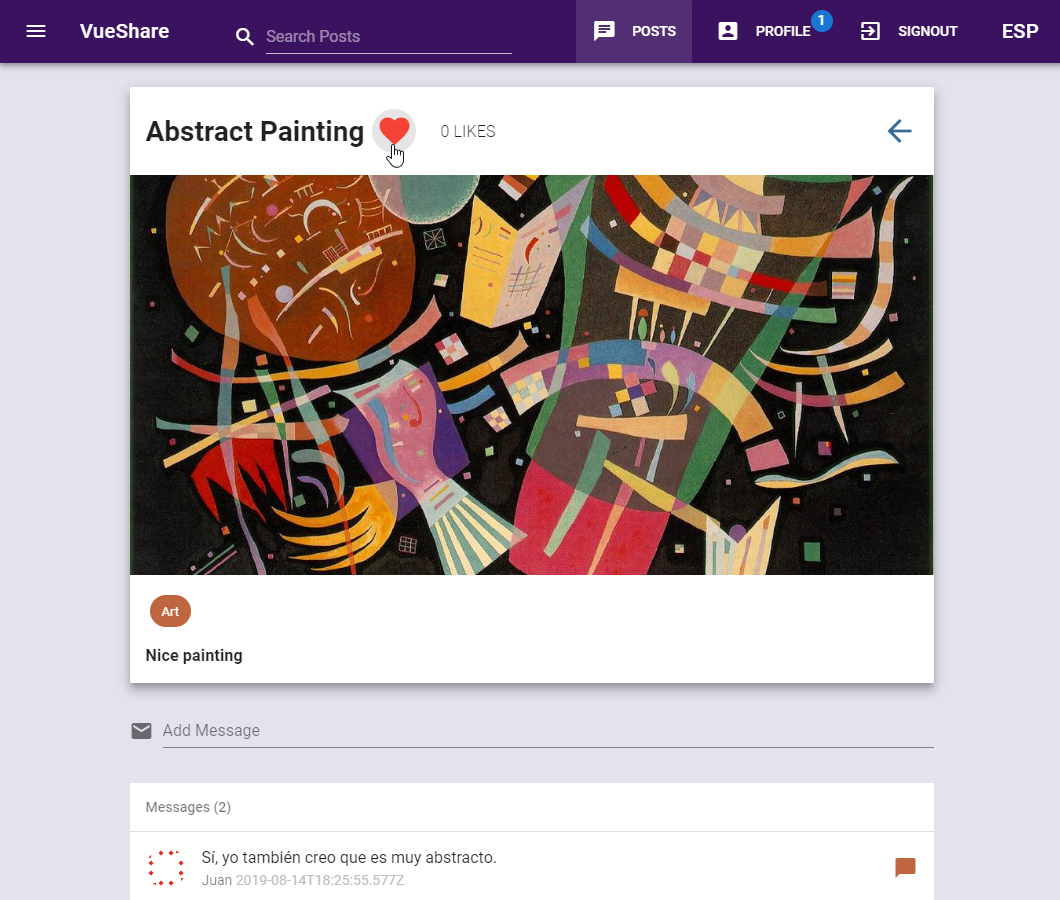 VueShare
Search Posts
POSTS
PROFILE
1
SIGNOUT
ESP
Abstract Painting
0 LIKES
Art
Nice painting
Add Message
Messages (2)
Sí, yo también creo que es muy abstracto.
Juan 2019-08-14T18:25:55.577Z